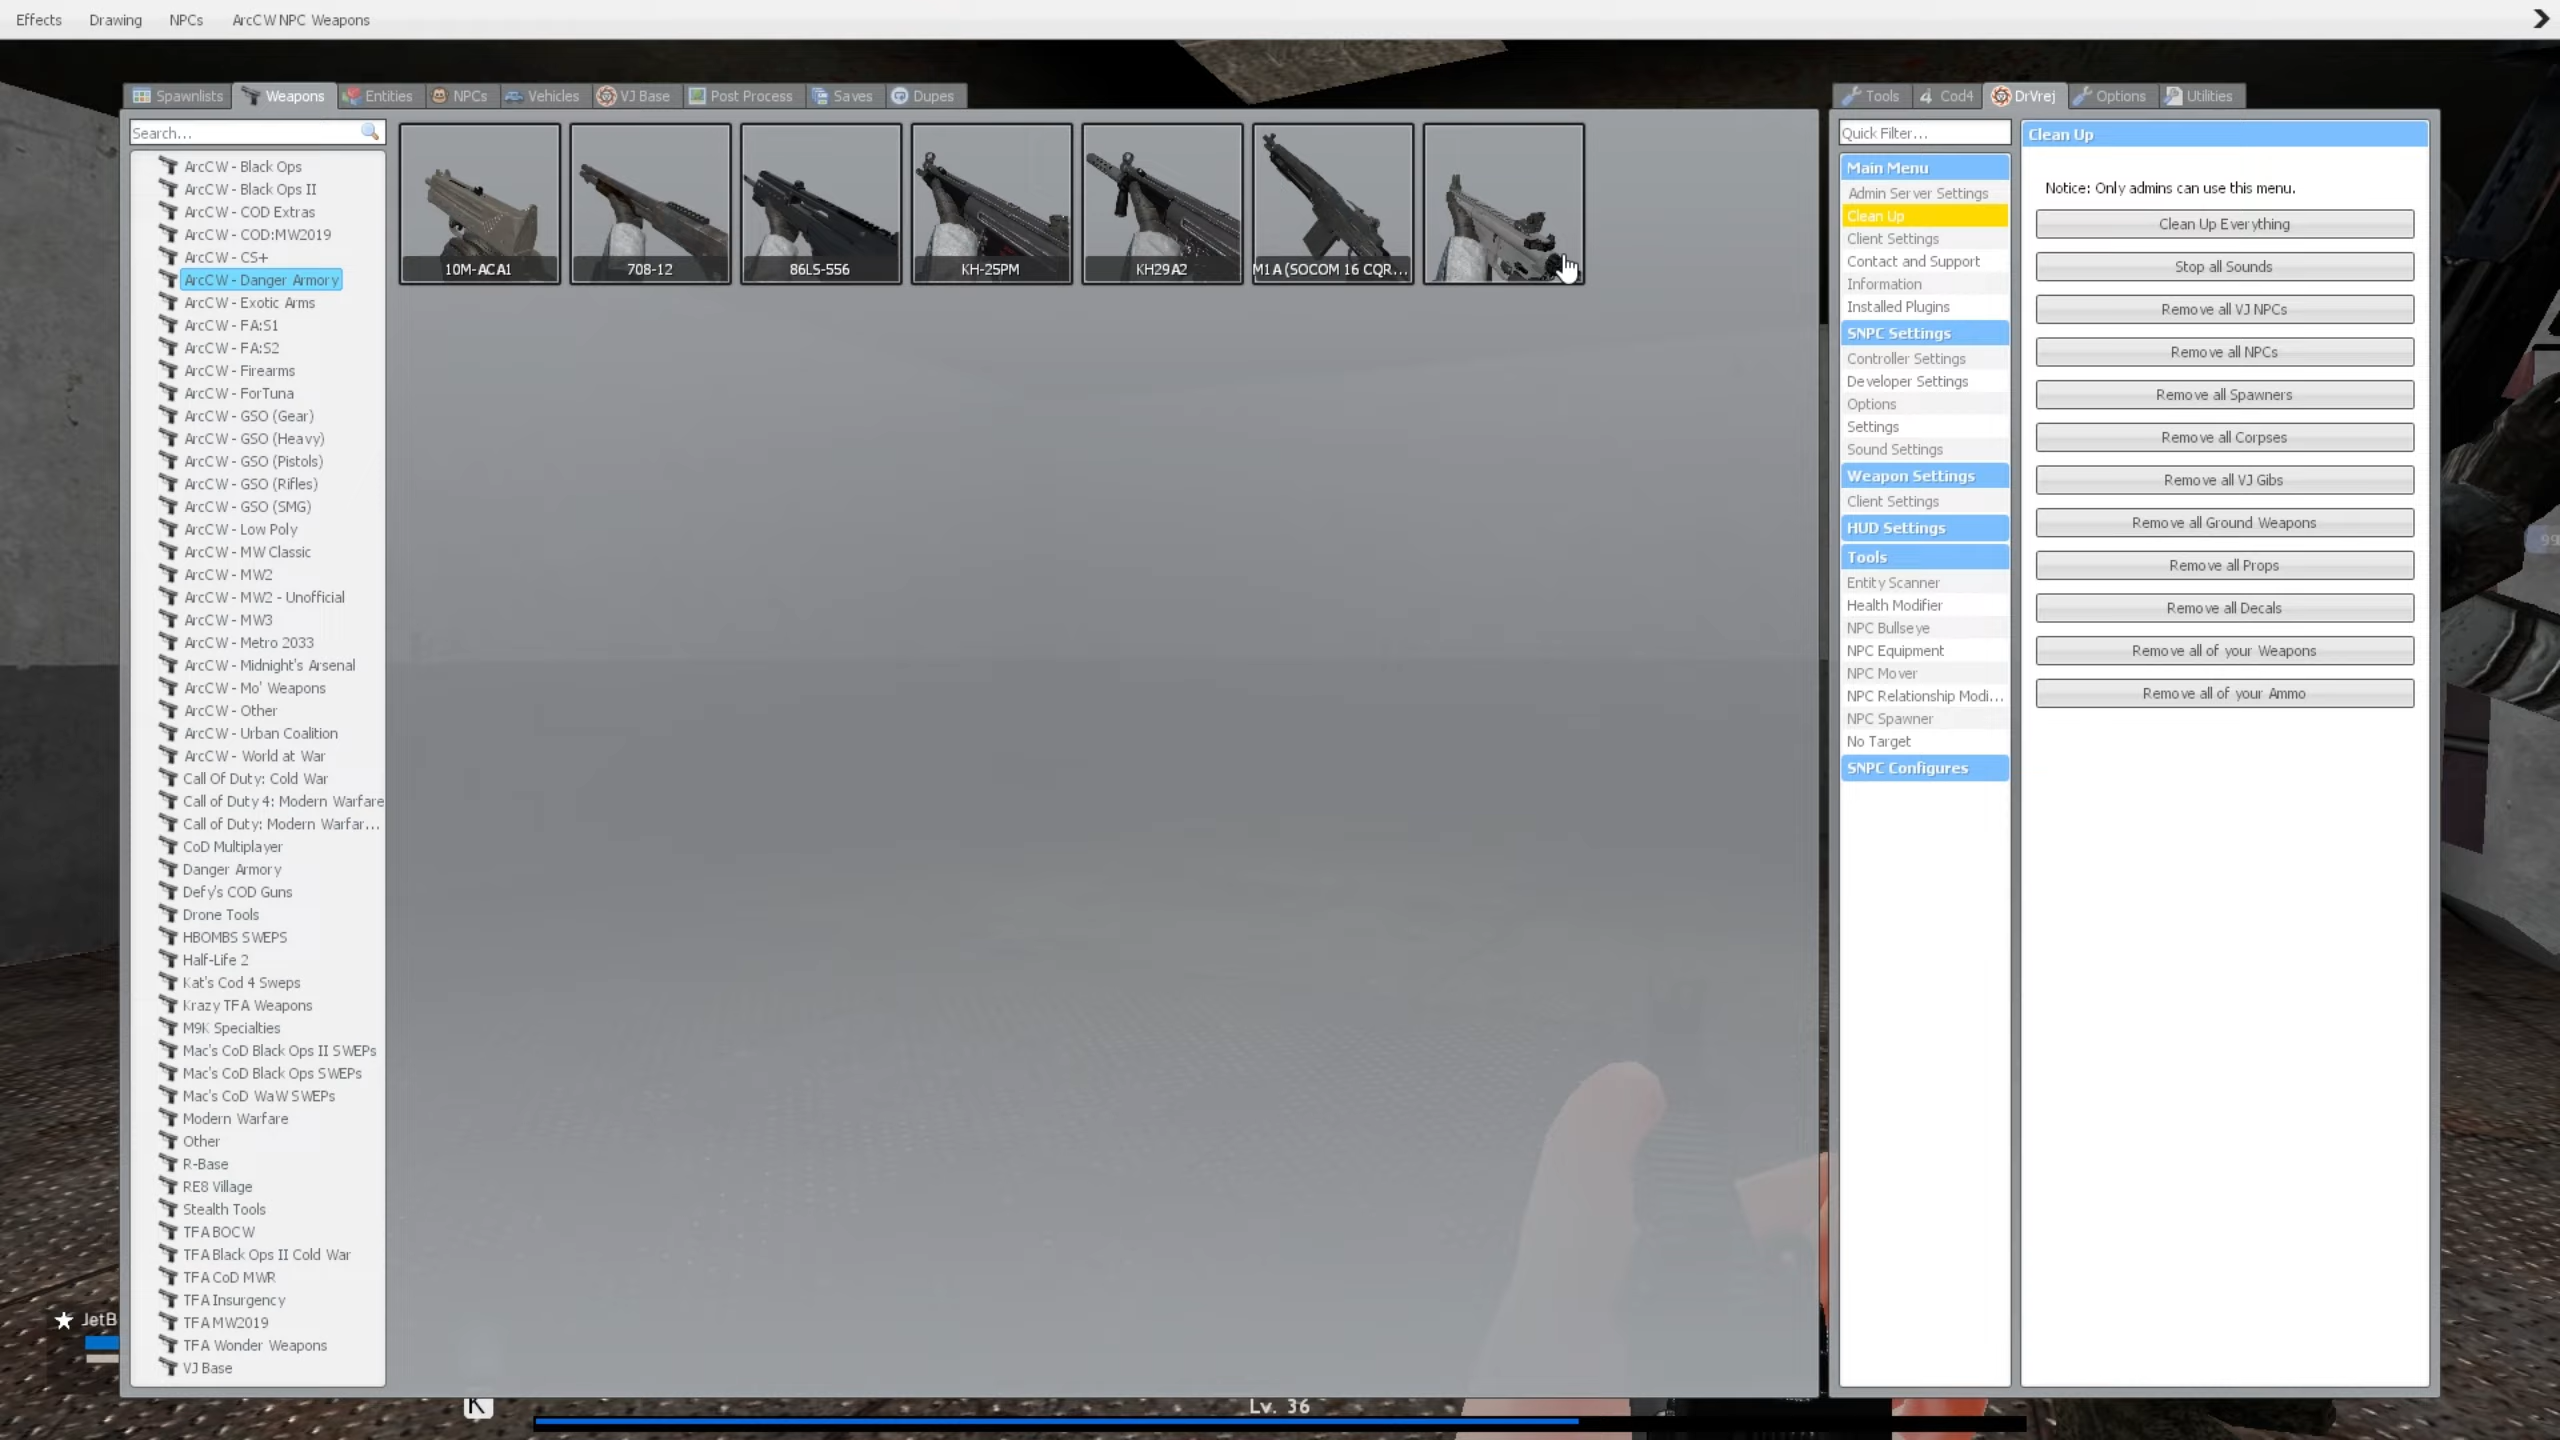 Effects Drawing NPCs ArcCW NPC Weapons
Spawnlists Weapons Entities NPCs Vehicles VJ Base Post Process Saves Dupes
Tools Cod4 DrVrej Options Utilities
Search...
ArcCW - Black Ops
ArcCW - Black Ops II
ArcCW - COD Extras
ArcCW - COD:MW2019
ArcCW - CS+
ArcCW - Danger Armory
ArcCW - Exotic Arms
ArcCW - FA:S1
ArcCW - FA:S2
ArcCW - Firearms
ArcCW - ForTuna
ArcCW - GSO (Gear)
ArcCW - GSO (Heavy)
ArcCW - GSO (Pistols)
ArcCW - GSO (Rifles)
ArcCW - GSO (SMG)
ArcCW - Low Poly
ArcCW - MW Classic
ArcCW - MW2
ArcCW - MW2 - Unofficial
ArcCW - MW3
ArcCW - Metro 2033
ArcCW - Midnight's Arsenal
ArcCW - Mo' Weapons
ArcCW - Other
ArcCW - Urban Coalition
ArcCW - World at War
Call Of Duty: Cold War
Call of Duty 4: Modern Warfare
Call of Duty: Modern Warfar...
CoD Multiplayer
Danger Armory
Defy's COD Guns
Drone Tools
HBOMBS SWEPS
Half-Life 2
Kat's Cod 4 Sweps
Krazy TFA Weapons
M9K Specialties
Mac's CoD Black Ops II SWEPs
Mac's CoD Black Ops SWEPs
Mac's CoD WaW SWEPs
Modern Warfare
Other
R-Base
RE8 Village
Stealth Tools
TFA BOCW
TFA Black Ops II Cold War
TFA CoD MWR
TFA Insurgency
TFA MW2019
TFA Wonder Weapons
VJ Base
10M-ACA1
708-12
86LS-556
KH-25PM
KH29A2
M1A (SOCOM 16 CQR...
Quick Filter...
Main Menu
Admin Server Settings
Clean Up
Client Settings
Contact and Support
Information
Installed Plugins
SNPC Settings
Controller Settings
Developer Settings
Options
Settings
Sound Settings
Weapon Settings
Client Settings
HUD Settings
Tools
Entity Scanner
Health Modifier
NPC Bullseye
NPC Equipment
NPC Mover
NPC Relationship Modi...
NPC Spawner
No Target
SNPC Configures
Clean Up
Notice: Only admins can use this menu.
Clean Up Everything
Stop all Sounds
Remove all VJ NPCs
Remove all NPCs
Remove all Spawners
Remove all Corpses
Remove all VJ Gibs
Remove all Ground Weapons
Remove all Props
Remove all Decals
Remove all of your Weapons
Remove all of your Ammo
99
JetB
K
Lv. 36